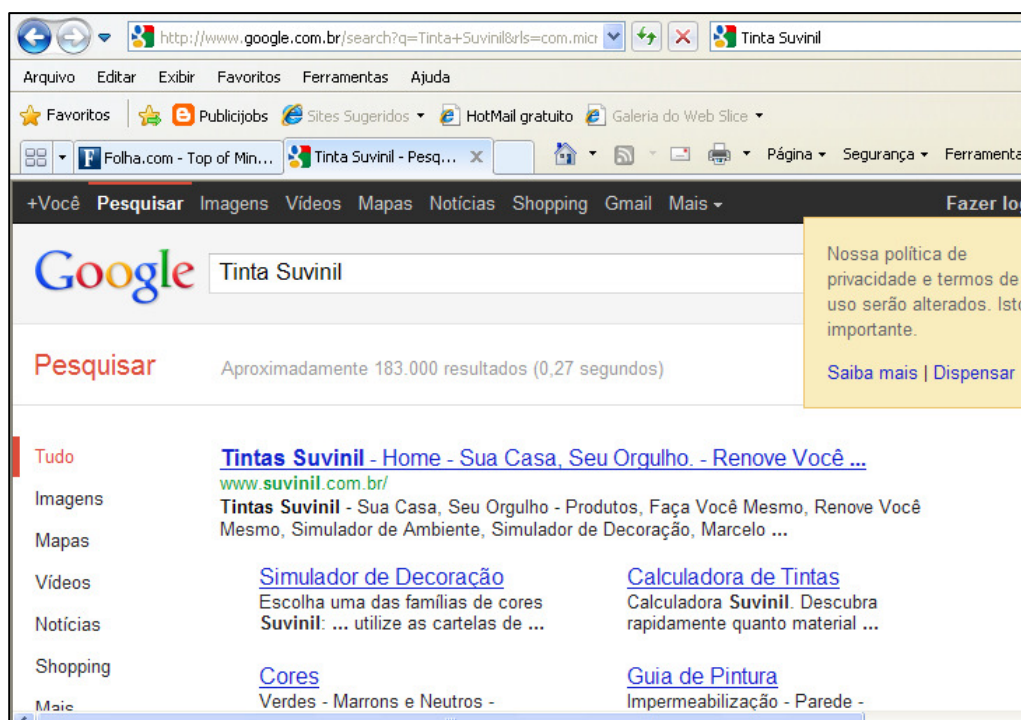 http://www.google.com.br/search?q=Tinta+Suvinil&rls=com.micr
Tinta Suvinil
Arquivo Editar Exibir Favoritos Ferramentas Ajuda
Favoritos Publicijobs Sites Sugeridos HotMail gratuito Galeria do Web Slice
Folha.com - Top of Min... Tinta Suvinil - Pesq... Página Segurança Ferramenta
+Você Pesquisar Imagens Vídeos Mapas Notícias Shopping Gmail Mais Fazer lo
Google Tinta Suvinil
Nossa política de
privacidade e termos de
uso serão alterados. Isto
importante.
Saiba mais | Dispensar
Pesquisar Aproximadamente 183.000 resultados (0,27 segundos)
Tudo
Imagens
Mapas
Vídeos
Notícias
Shopping
Mais
Tintas Suvinil - Home - Sua Casa, Seu Orgulho. - Renove Você ...
www.suvinil.com.br/
Tintas Suvinil - Sua Casa, Seu Orgulho - Produtos, Faça Você Mesmo, Renove Você
Mesmo, Simulador de Ambiente, Simulador de Decoração, Marcelo ...
Simulador de Decoração
Escolha uma das famílias de cores
Suvinil: ... utilize as cartelas de ...
Calculadora de Tintas
Calculadora Suvinil. Descubra
rapidamente quanto material ...
Cores
Verdes - Marrons e Neutros -
Guia de Pintura
Impermeabilização - Parede -